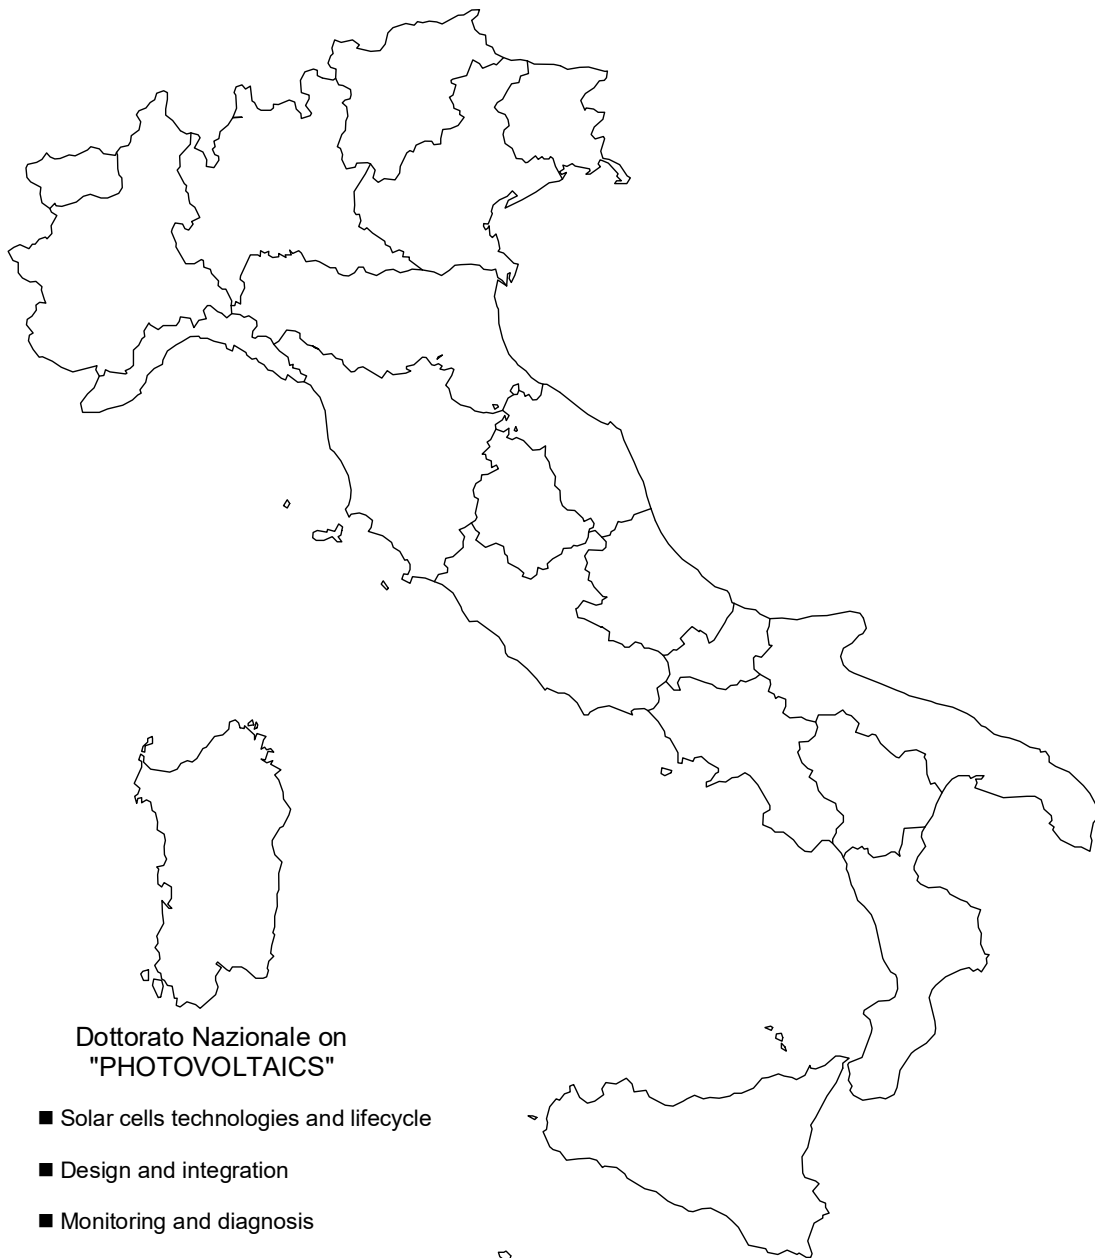 Dottorato Nazionale on
"PHOTOVOLTAICS"
■ Solar cells technologies and lifecycle
■ Design and integration
■ Monitoring and diagnosis